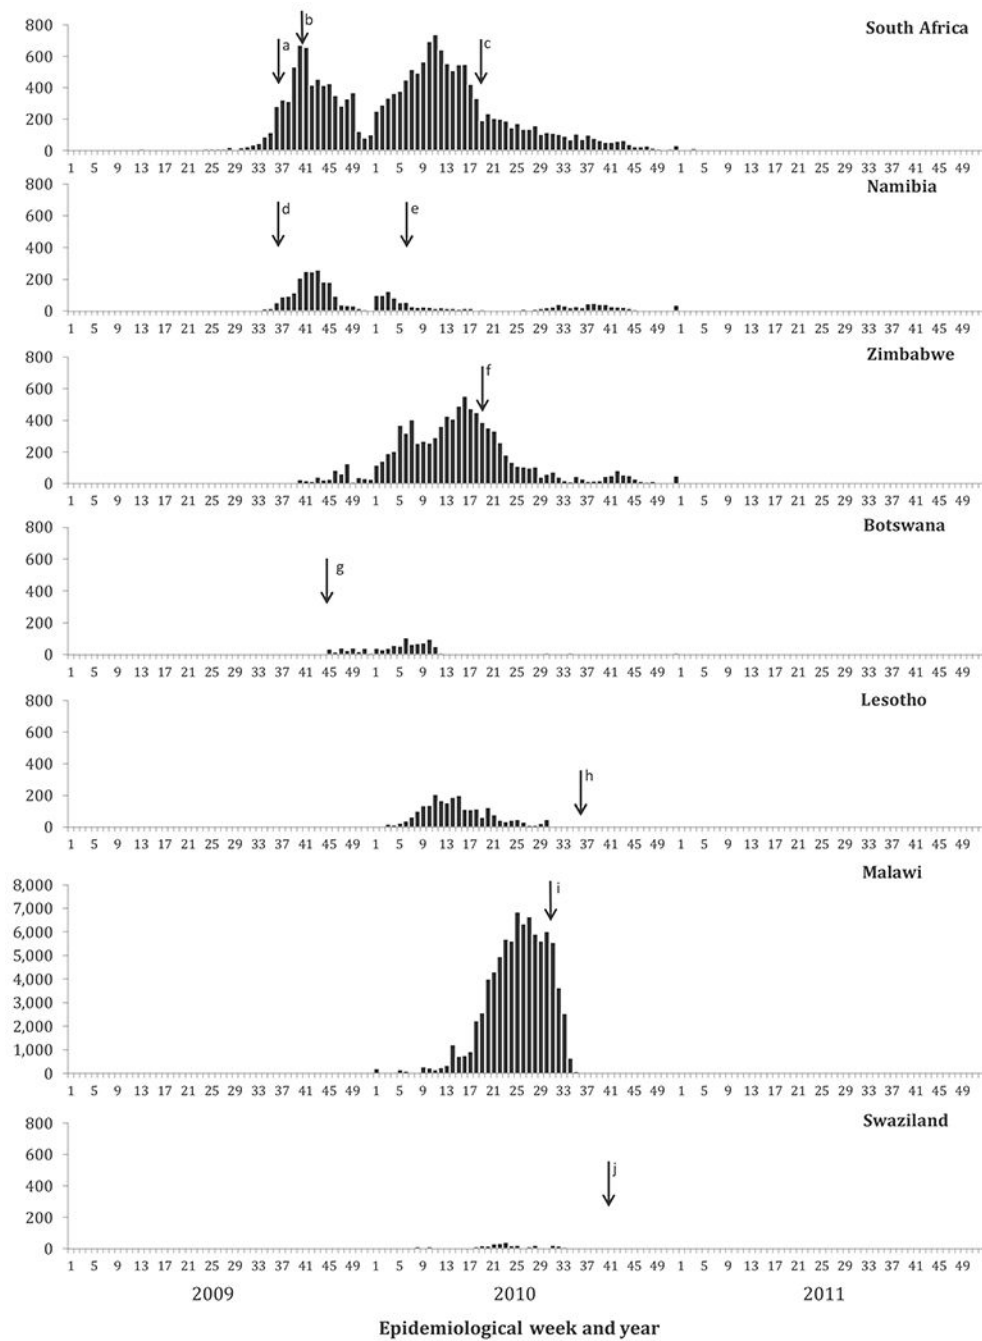 South Africa
800
600
400
200
0
a
b
c
1 5 9 13 17 21 25 29 33 37 41 45 49 1 5 9 13 17 21 25 29 33 37 41 45 49 1 5 9 13 17 21 25 29 33 37 41 45 49
Namibia
800
600
400
200
0
d
e
1 5 9 13 17 21 25 29 33 37 41 45 49 1 5 9 13 17 21 25 29 33 37 41 45 49 1 5 9 13 17 21 25 29 33 37 41 45 49
Zimbabwe
800
600
400
200
0
f
1 5 9 13 17 21 25 29 33 37 41 45 49 1 5 9 13 17 21 25 29 33 37 41 45 49 1 5 9 13 17 21 25 29 33 37 41 45 49
Botswana
800
600
400
200
0
g
1 5 9 13 17 21 25 29 33 37 41 45 49 1 5 9 13 17 21 25 29 33 37 41 45 49 1 5 9 13 17 21 25 29 33 37 41 45 49
Lesotho
800
600
400
200
0
h
1 5 9 13 17 21 25 29 33 37 41 45 49 1 5 9 13 17 21 25 29 33 37 41 45 49 1 5 9 13 17 21 25 29 33 37 41 45 49
Malawi
8,000
7,000
6,000
5,000
4,000
3,000
2,000
1,000
0
i
1 5 9 13 17 21 25 29 33 37 41 45 49 1 5 9 13 17 21 25 29 33 37 41 45 49 1 5 9 13 17 21 25 29 33 37 41 45 49
Swaziland
800
600
400
200
0
j
1 5 9 13 17 21 25 29 33 37 41 45 49 1 5 9 13 17 21 25 29 33 37 41 45 49 1 5 9 13 17 21 25 29 33 37 41 45 49
2009 2010 2011
Epidemiological week and year